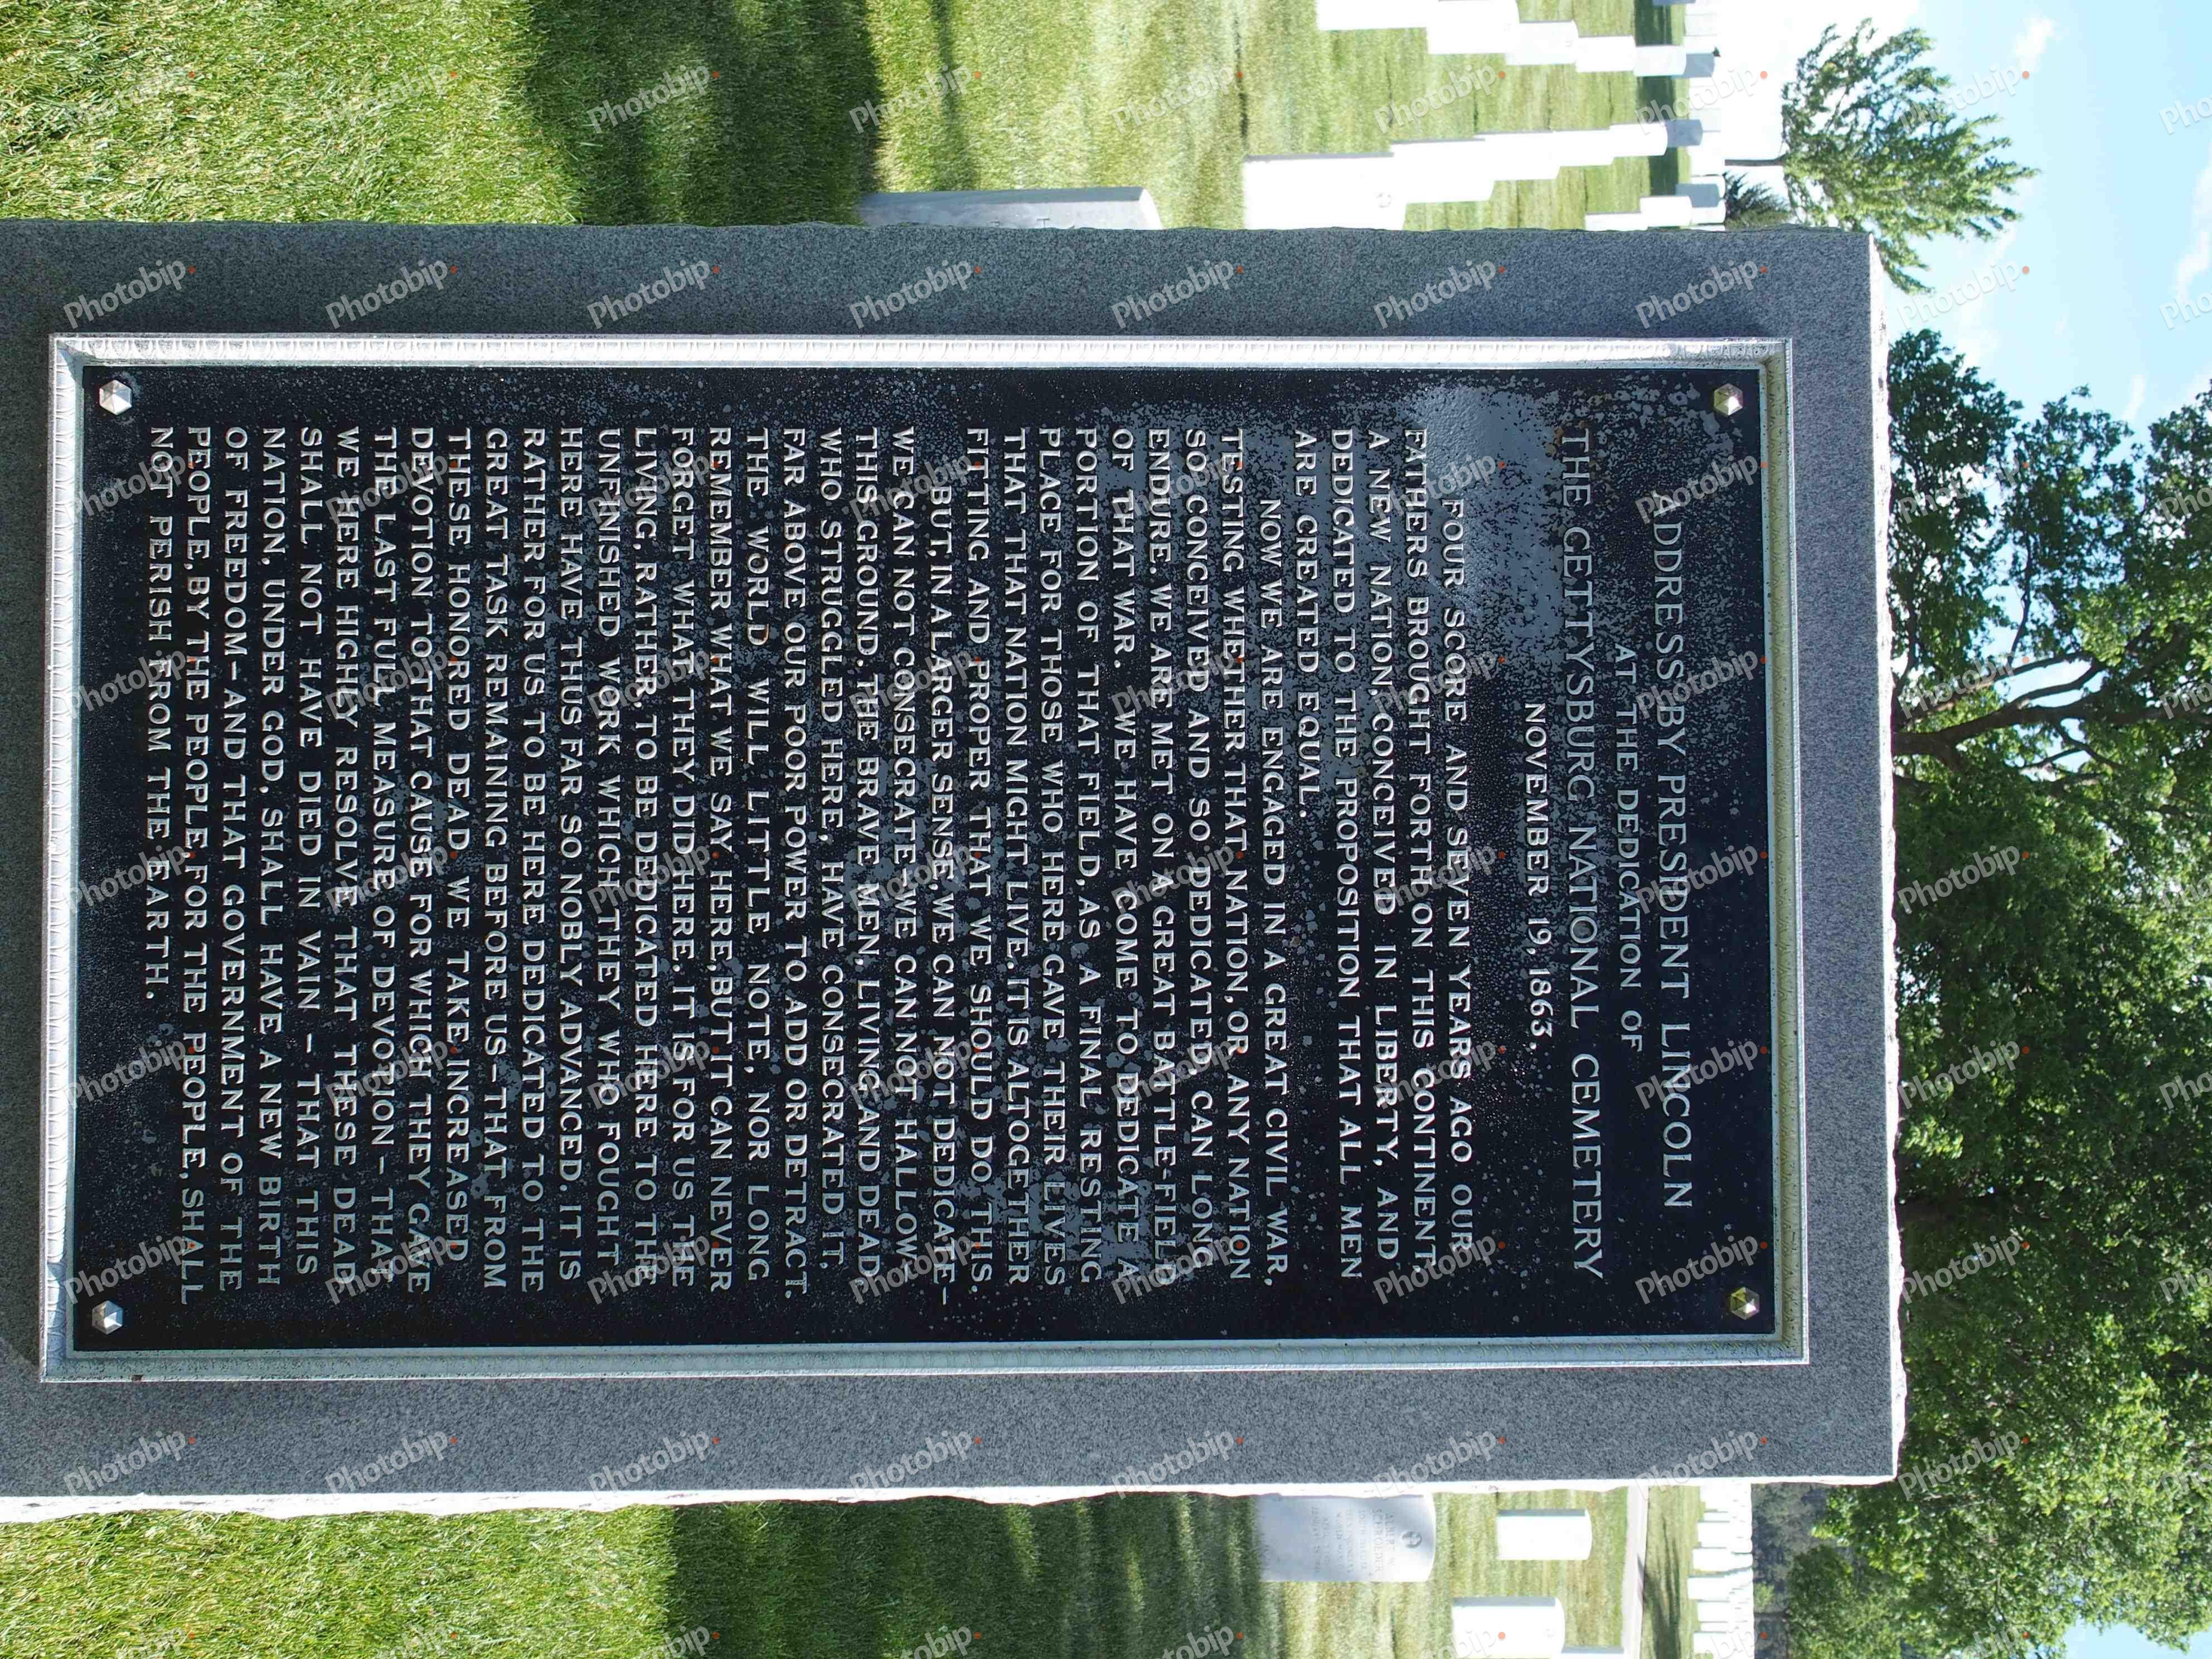 ADDRESS BY PRESIDENT LINCOLN
AT THE DEDICATION OF
THE GETTYSBURG NATIONAL CEMETERY
NOVEMBER 19, 1863.
FOUR SCORE AND SEVEN YEARS AGO OUR
FATHERS BROUGHT FORTH ON THIS CONTINENT,
A NEW NATION, CONCEIVED IN LIBERTY, AND
DEDICATED TO THE PROPOSITION THAT ALL MEN
ARE CREATED EQUAL.
NOW WE ARE ENGAGED IN A GREAT CIVIL WAR,
TESTING WHETHER THAT NATION, OR ANY NATION
SO CONCEIVED AND SO DEDICATED, CAN LONG
ENDURE. WE ARE MET ON A GREAT BATTLE-FIELD
OF THAT WAR. WE HAVE COME TO DEDICATE A
PORTION OF THAT FIELD, AS A FINAL RESTING
PLACE FOR THOSE WHO HERE GAVE THEIR LIVES
THAT THAT NATION MIGHT LIVE. IT IS ALTOGETHER
FITTING AND PROPER THAT WE SHOULD DO THIS.
BUT, IN A LARGER SENSE, WE CAN NOT DEDICATE –
WE CAN NOT CONSECRATE – WE CAN NOT HALLOW –
THIS GROUND. THE BRAVE MEN, LIVING AND DEAD
WHO STRUGGLED HERE, HAVE CONSECRATED IT,
FAR ABOVE OUR POOR POWER TO ADD OR DETRACT.
THE WORLD WILL LITTLE NOTE, NOR LONG
REMEMBER WHAT WE SAY HERE, BUT IT CAN NEVER
FORGET WHAT THEY DID HERE. IT IS FOR US THE
LIVING, RATHER, TO BE DEDICATED HERE TO THE
UNFINISHED WORK WHICH THEY WHO FOUGHT
HERE HAVE THUS FAR SO NOBLY ADVANCED. IT IS
RATHER FOR US TO BE HERE DEDICATED TO THE
GREAT TASK REMAINING BEFORE US – THAT FROM
THESE HONORED DEAD WE TAKE INCREASED
DEVOTION TO THAT CAUSE FOR WHICH THEY GAVE
THE LAST FULL MEASURE OF DEVOTION – THAT
WE HERE HIGHLY RESOLVE THAT THESE DEAD
SHALL NOT HAVE DIED IN VAIN – THAT THIS
NATION, UNDER GOD, SHALL HAVE A NEW BIRTH
OF FREEDOM – AND THAT GOVERNMENT OF THE
PEOPLE, BY THE PEOPLE, FOR THE PEOPLE, SHALL
NOT PERISH FROM THE EARTH.
Photobip